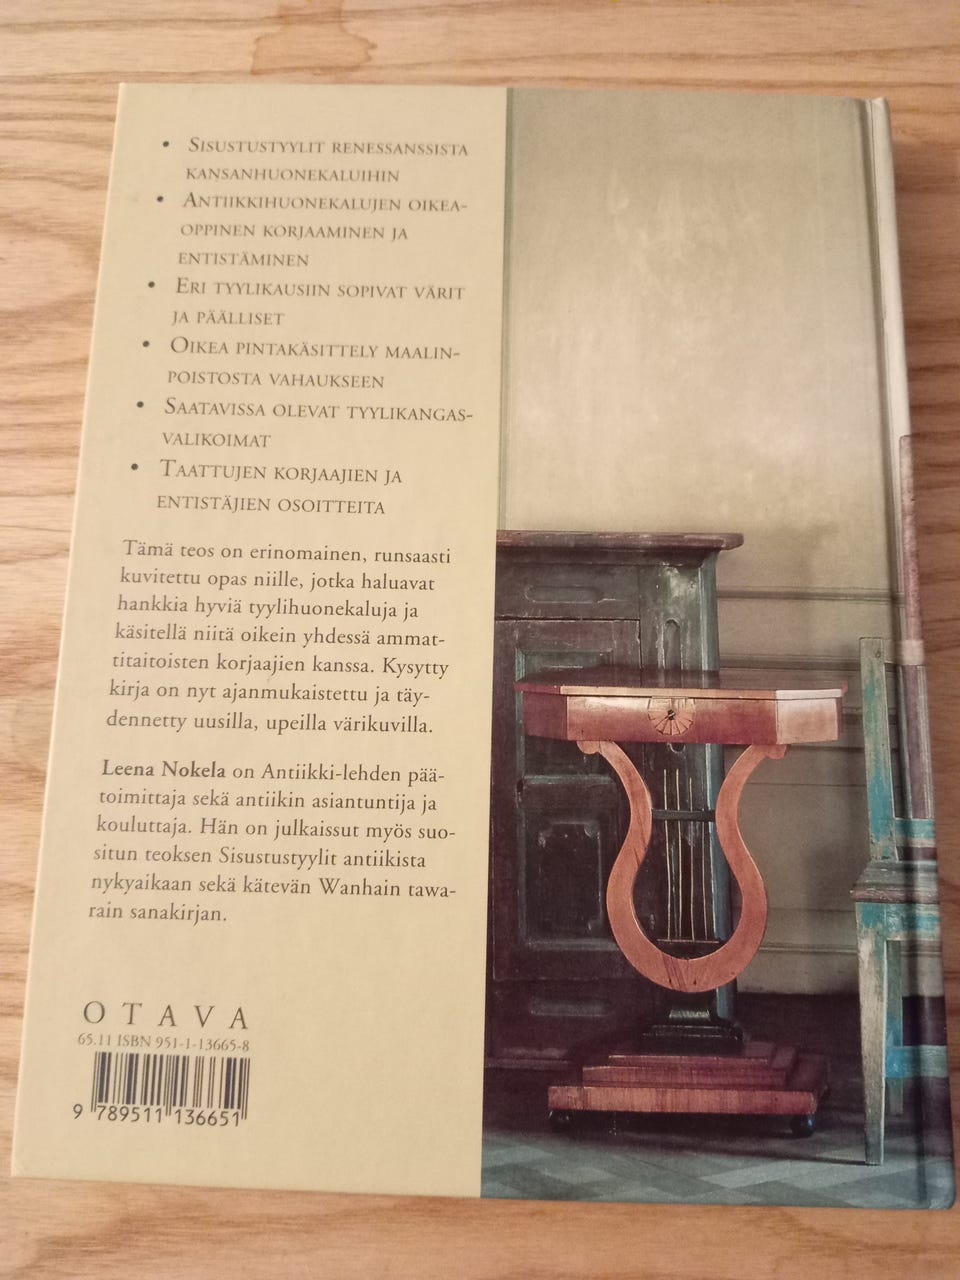 • Sisustustyylit renessanssista
kansanhuonekaluihin
• Antiikkihuonekalujen oikea-
oppinen korjaaminen ja
entistäminen
• Eri tyylikausiin sopivat värit
ja päälliset
• Oikea pintakäsittely maalin-
poistosta vahaukseen
• Saatavissa olevat tyylikangas-
valikoimat
• Taattujen korjaajien ja
entistäjien osoitteita
Tämä teos on erinomainen, runsaasti
kuvitettu opas niille, jotka haluavat
hankkia hyviä tyylihuonekaluja ja
käsitellä niitä oikein yhdessä ammat-
titaitoisten korjaajien kanssa. Kysytty
kirja on nyt ajanmukaistettu ja täy-
dennetty uusilla, upeilla värikuvilla.
Leena Nokela on Antiikki-lehden pää-
toimittaja sekä antiikin asiantuntija ja
kouluttaja. Hän on julkaissut myös suo-
situn teoksen Sisustustyylit antiikista
nykyaikaan sekä kätevän Wanhain tawa-
rain sanakirjan.
OTAVA
65.11 ISBN 951-1-13665-8
9 789511 136651